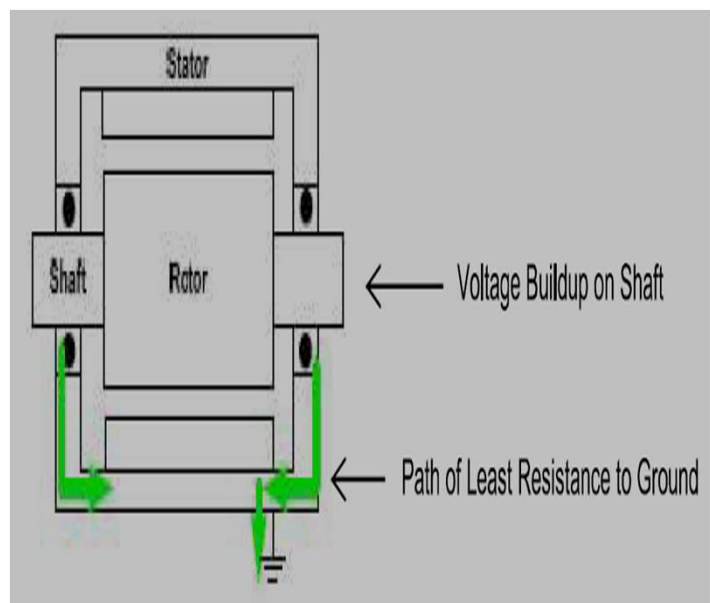 Stator
Shaft
Rotor
Voltage Buildup on Shaft
Path of Least Resistance to Ground